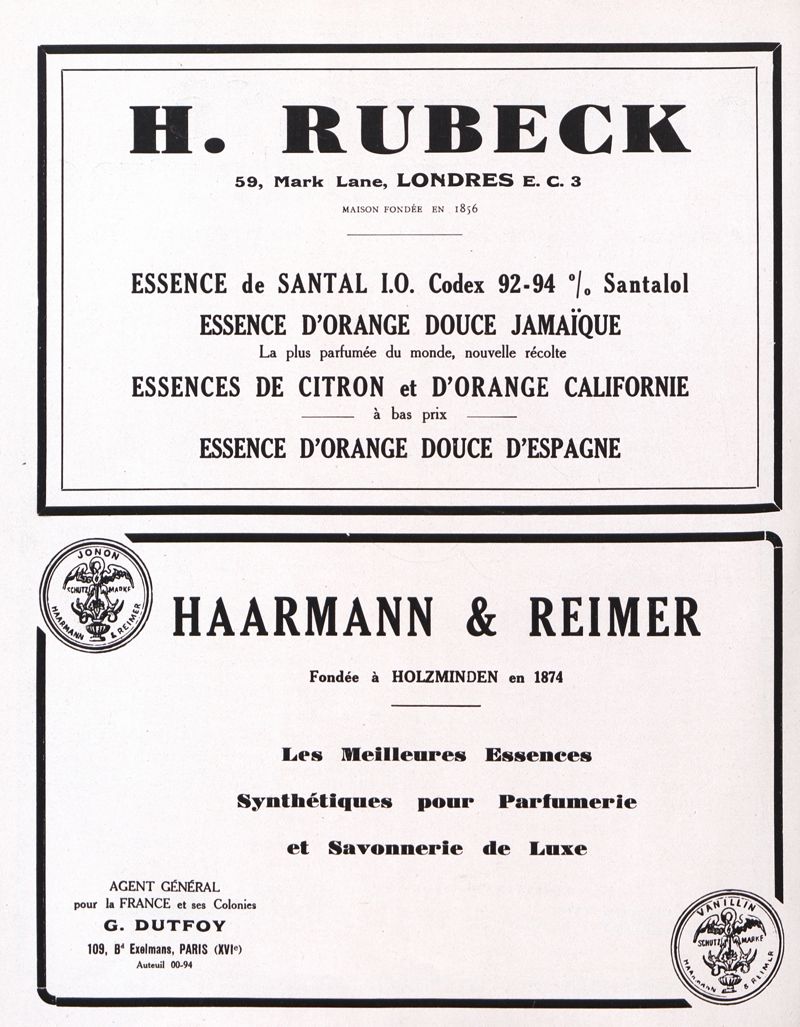 H. RUBECK
59, Mark Lane, LONDRES E. C. 3
MAISON FONDÉE EN 1856
ESSENCE de SANTAL I.O. Codex 92-94 % Santalol
ESSENCE D'ORANGE DOUCE JAMAÏQUE
La plus parfumée du monde, nouvelle récolte
ESSENCES DE CITRON et D'ORANGE CALIFORNIE
à bas prix
ESSENCE D'ORANGE DOUCE D'ESPAGNE
JONON
SCHUTZ MARKE
HAARMANN & REIMER
HAARMANN & REIMER
Fondée à HOLZMINDEN en 1874
Les Meilleures Essences
Synthétiques pour Parfumerie
et Savonnerie de Luxe
AGENT GÉNÉRAL
pour la FRANCE et ses Colonies
G. DUTFOY
109, Bd Exelmans, PARIS (XVIe)
Auteuil 00-94
VANILLIN
SCHUTZ MARKE
HAARMANN & REIMER